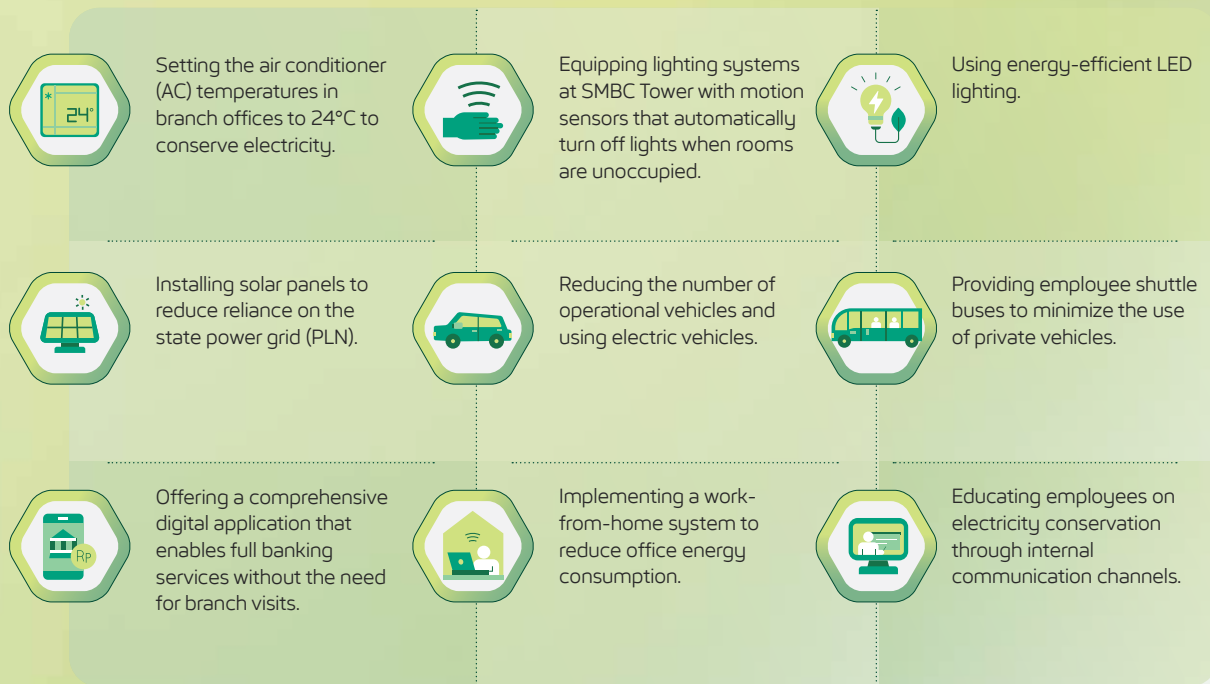 24°
Setting the air conditioner
(AC) temperatures in
branch offices to 24°C to
conserve electricity.
Equipping lighting systems
at SMBC Tower with motion
sensors that automatically
turn off lights when rooms
are unoccupied.
Using energy-efficient LED
lighting.
Installing solar panels to
reduce reliance on the
state power grid (PLN).
Reducing the number of
operational vehicles and
using electric vehicles.
Providing employee shuttle
buses to minimize the use
of private vehicles.
Rp
Offering a comprehensive
digital application that
enables full banking
services without the need
for branch visits.
Implementing a work-
from-home system to
reduce office energy
consumption.
Educating employees on
electricity conservation
through internal
communication channels.